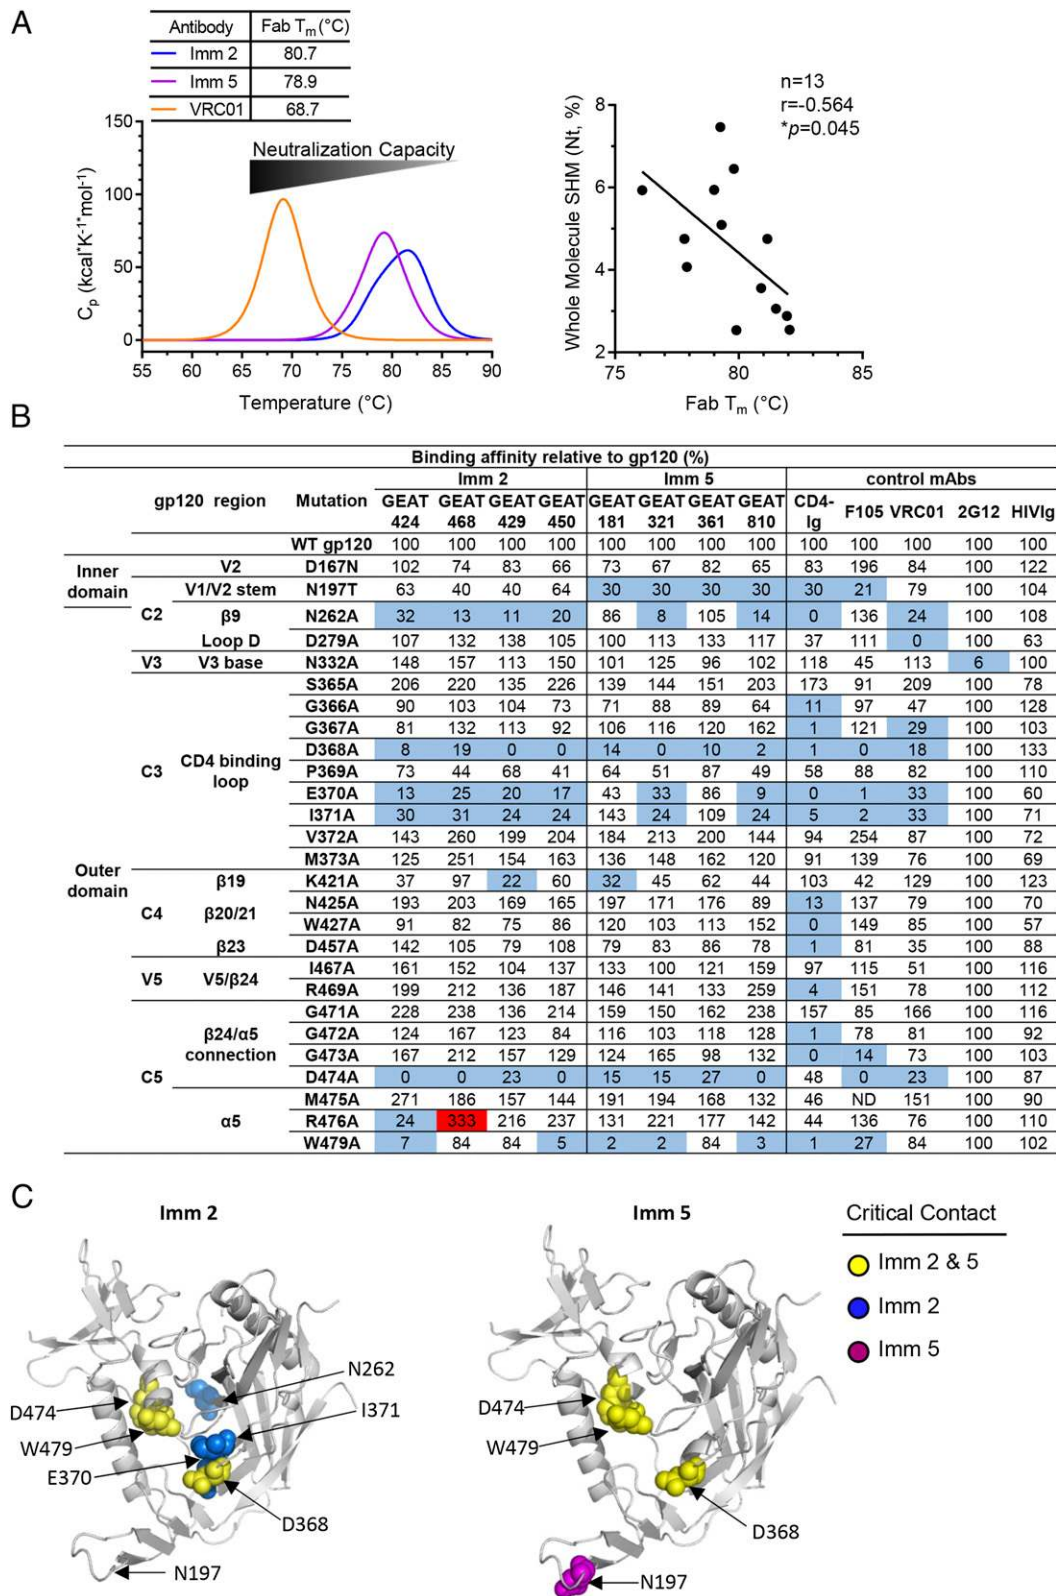 A
Antibody Fab Tm (°C)
Imm 2 80.7
Imm 5 78.9
VRC01 68.7
Neutralization Capacity
150
100
50
0
Cp (kcal*K-1*mol-1)
55 60 65 70 75 80 85 90
Temperature (°C)
n=13
r=-0.564
*p=0.045
8
6
4
2
Whole Molecule SHM (Nt, %)
75 80 85
Fab Tm (°C)
B
Binding affinity relative to gp120 (%)
Imm 2 Imm 5 control mAbs
gp120 region Mutation GEAT 424 GEAT 468 GEAT 429 GEAT 450 GEAT 181 GEAT 321 GEAT 361 GEAT 810 CD4-Ig F105 VRC01 2G12 HIVIg
WT gp120 100 100 100 100 100 100 100 100 100 100 100 100 100
Inner domain V2 D167N 102 74 83 66 73 67 82 65 83 196 84 100 122
V1/V2 stem N197T 63 40 40 64 30 30 30 30 30 21 79 100 104
C2 β9 N262A 32 13 11 20 86 8 105 14 0 136 24 100 108
Loop D D279A 107 132 138 105 100 113 133 117 37 111 0 100 63
V3 V3 base N332A 148 157 113 150 101 125 96 102 118 45 113 6 100
Outer domain C3 CD4 binding loop S365A 206 220 135 226 139 144 151 203 173 91 209 100 78
G366A 90 103 104 73 71 88 89 64 11 97 47 100 128
G367A 81 132 113 92 106 116 120 162 1 121 29 100 103
D368A 8 19 0 0 14 0 10 2 1 0 18 100 133
P369A 73 44 68 41 64 51 87 49 58 88 82 100 110
E370A 13 25 20 17 43 33 86 9 0 1 33 100 60
I371A 30 31 24 24 143 24 109 24 5 2 33 100 71
V372A 143 260 199 204 184 213 200 144 94 254 87 100 72
M373A 125 251 154 163 136 148 162 120 91 139 76 100 69
C4 β19 K421A 37 97 22 60 32 45 62 44 103 42 129 100 123
β20/21 N425A 193 203 169 165 197 171 176 89 13 137 79 100 70
W427A 91 82 75 86 120 103 113 152 0 149 85 100 57
β23 D457A 142 105 79 108 79 83 86 78 1 81 35 100 88
V5 V5/β24 I467A 161 152 104 137 133 100 121 159 97 115 51 100 116
R469A 199 212 136 187 146 141 133 259 4 151 78 100 112
C5 β24/α5 connection G471A 228 238 136 214 159 150 162 238 157 85 166 100 116
G472A 124 167 123 84 116 103 118 128 1 78 81 100 92
G473A 167 212 157 129 124 165 98 132 0 14 73 100 103
D474A 0 0 23 0 15 15 27 0 48 0 23 100 87
α5 M475A 271 186 157 144 191 194 168 132 46 ND 151 100 90
R476A 24 333 216 237 131 221 177 142 44 136 76 100 110
W479A 7 84 84 5 2 2 84 3 1 27 84 100 102
C
Imm 2
N262
I371
D474
W479
E370
D368
N197
Imm 5
D474
W479
D368
N197
Critical Contact
Imm 2 & 5
Imm 2
Imm 5